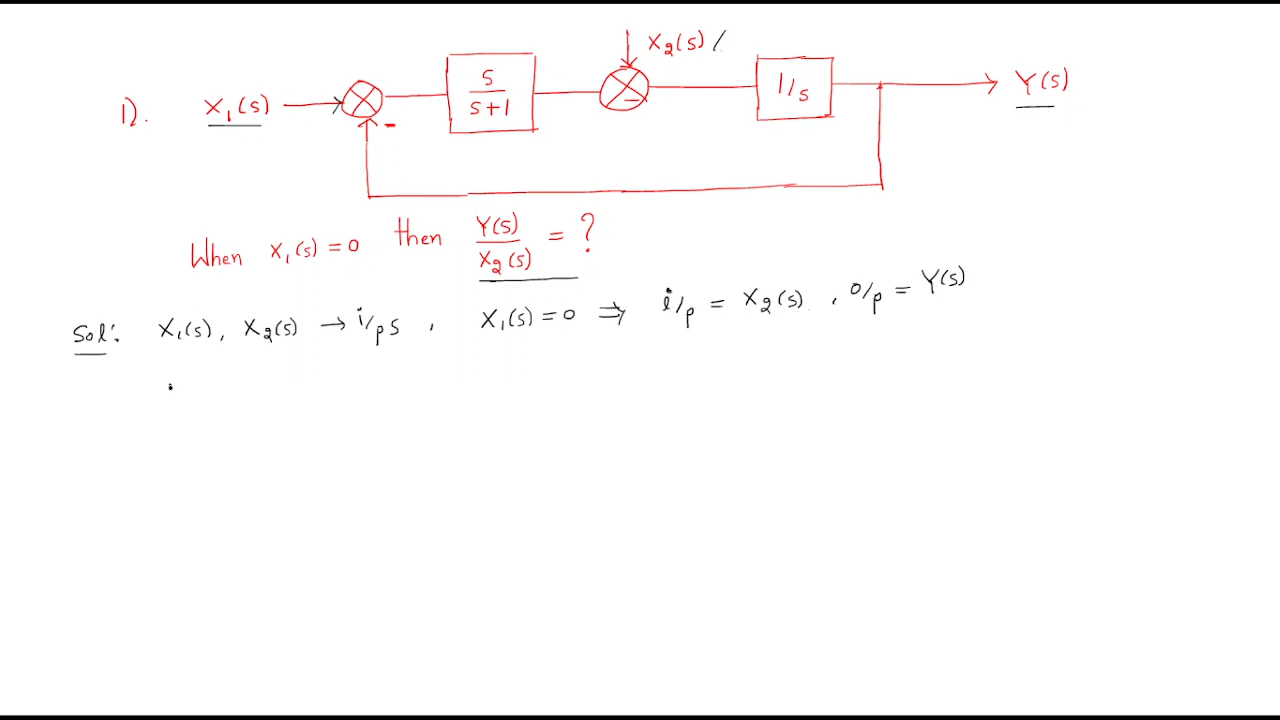 X₂(s) /
1). X₁(s) s/(s+1) 1/s Y(s)
-
-
When X₁(s) = 0 then Y(s)/X₂(s) = ?
Sol: X₁(s), X₂(s) → i/ps , X₁(s) = 0 ⇒ i/p = X₂(s) , o/p = Y(s)